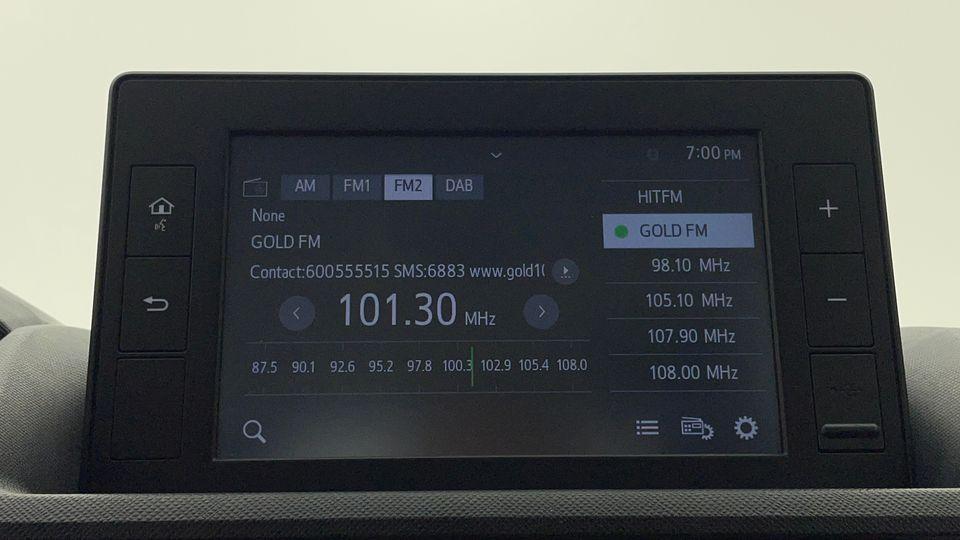 7:00 PM
AM FM1 FM2 DAB
None
GOLD FM
Contact:600555515 SMS:6883 www.gold1(
101.30 MHz
87.5 90.1 92.6 95.2 97.8 100.3 102.9 105.4 108.0
HITFM
GOLD FM
98.10 MHz
105.10 MHz
107.90 MHz
108.00 MHz
+
−